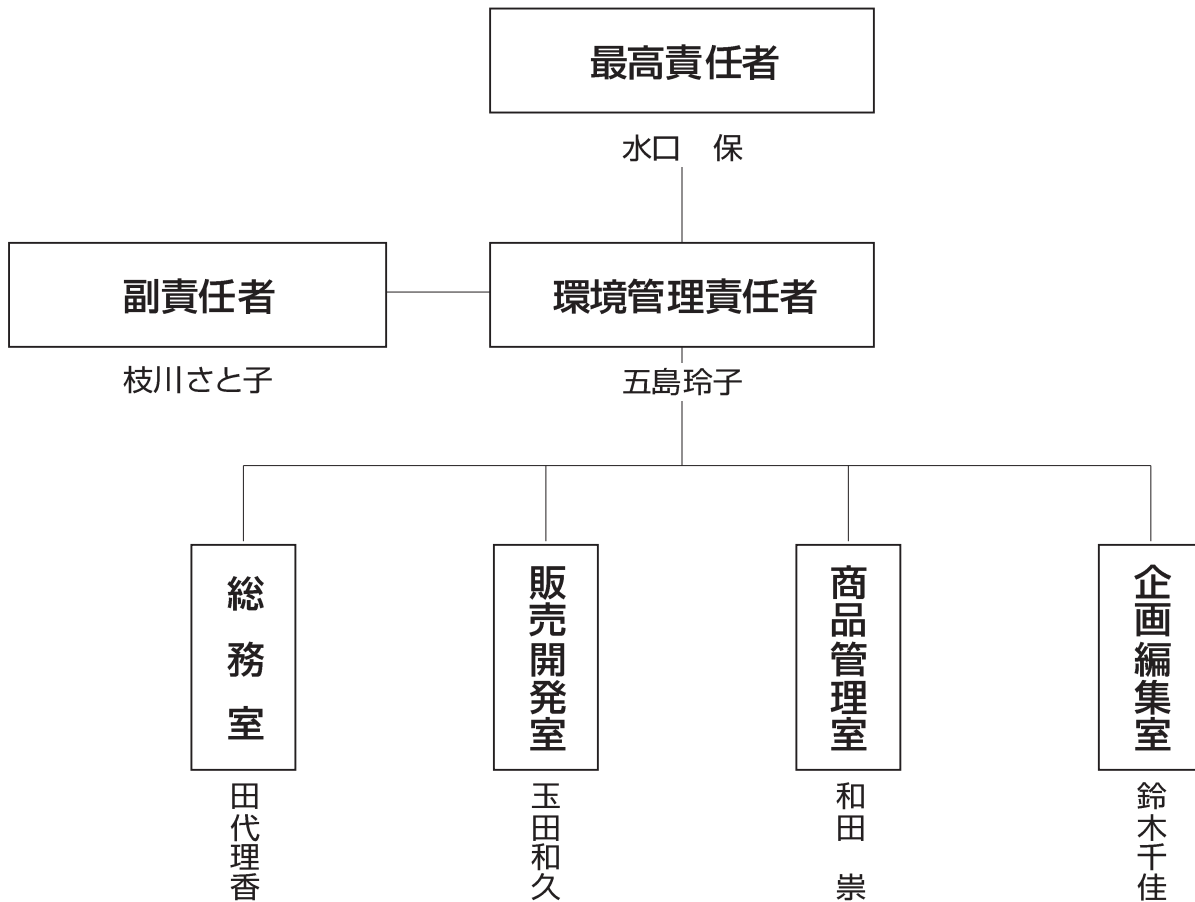 最高責任者
水口　保
副責任者
環境管理責任者
枝川さと子
五島玲子
総務室
販売開発室
商品管理室
企画編集室
田代理香
玉田和久
和田　崇
鈴木千佳